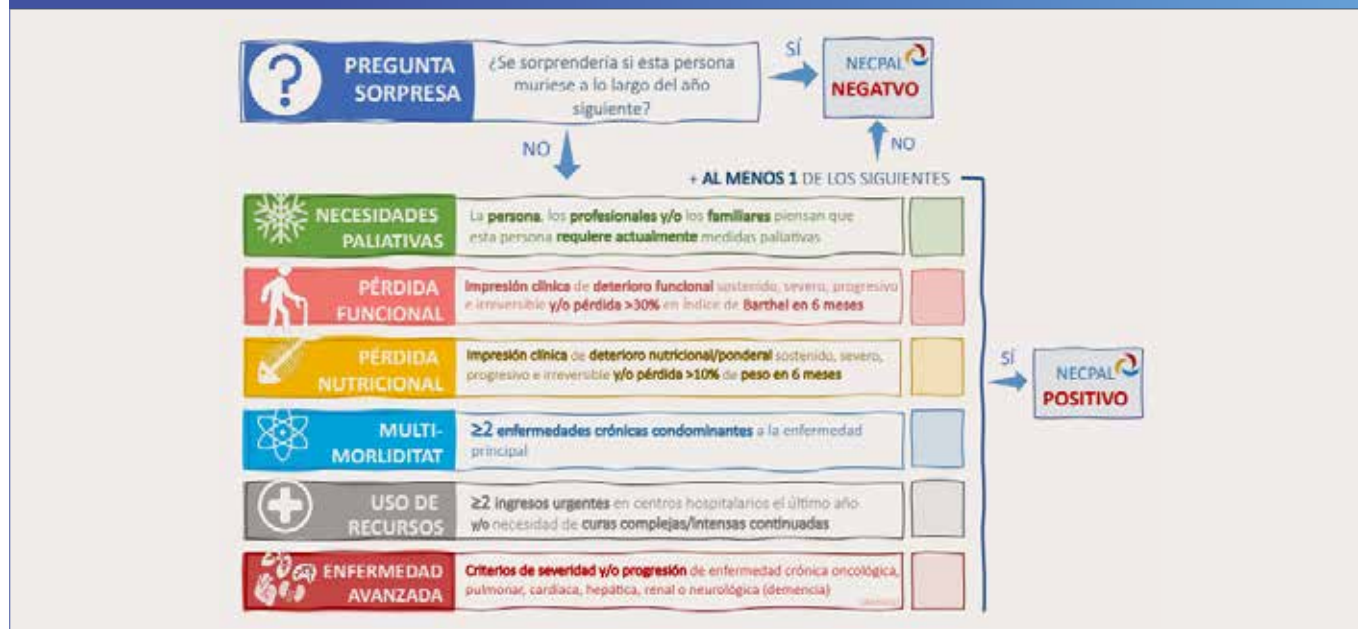 PREGUNTA
SORPRESA
¿Se sorprendería si esta persona
muriese a lo largo del año
siguiente?
SÍ
NECPAL
NEGATVO
NO
NO
+ AL MENOS 1 DE LOS SIGUIENTES
NECESIDADES
PALIATIVAS
La persona, los profesionales y/o los familiares piensan que
esta persona requiere actualmente medidas paliativas
PÉRDIDA
FUNCIONAL
Impresión clínica de deterioro funcional sostenido, severo, progresivo
e irreversible y/o pérdida >30% en índice de Barthel en 6 meses
PÉRDIDA
NUTRICIONAL
Impresión clínica de deterioro nutricional/ponderal sostenido, severo,
progresivo e irreversible y/o pérdida >10% de peso en 6 meses
SÍ
NECPAL
POSITIVO
MULTI-
MORLIDITAT
≥2 enfermedades crónicas condominantes a la enfermedad
principal
USO DE
RECURSOS
≥2 ingresos urgentes en centros hospitalarios el último año
y/o necesidad de curas complejas/intensas continuadas
ENFERMEDAD
AVANZADA
Criterios de severidad y/o progresión de enfermedad crónica oncológica,
pulmonar, cardíaca, hepática, renal o neurológica (demencia)